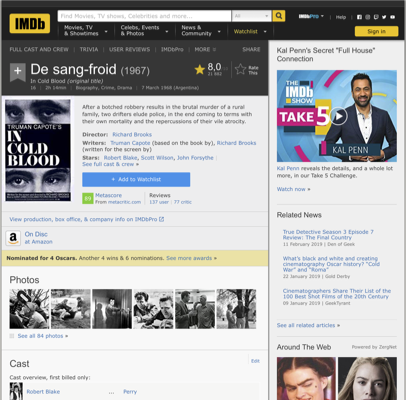 IMDb
Find Movies, TV shows, Celebrities and more...
All
Movies, TV & Showtimes
Celebs, Events & Photos
News & Community
Watchlist
IMDbPro
Help
Sign in
FULL CAST AND CREW | TRIVIA | USER REVIEWS | IMDbPro | MORE
SHARE
De sang-froid (1967)
In Cold Blood (original title)
16 | 2h 14min | Biography, Crime, Drama | 7 March 1968 (Argentina)
8,0
Rate This
TRUMAN CAPOTE'S
IN COLD BLOOD
After a botched robbery results in the brutal murder of a rural family, two drifters elude police, in the end coming to terms with their own mortality and the repercussions of their vile atrocity.
Director: Richard Brooks
Writers: Truman Capote (based on the book by), Richard Brooks (written for the screen by)
Stars: Robert Blake, Scott Wilson, John Forsythe |
See full cast & crew »
+ Add to Watchlist
Metascore
From metacritic.com
Reviews
137 user | 77 critic
View production, box office, & company info on IMDbPro
a
On Disc
at Amazon
Nominated for 4 Oscars. Another 4 wins & 6 nominations. See more awards »
Photos
See all 84 photos »
Cast
Edit
Cast overview, first billed only:
Robert Blake ... Perry
Kal Penn's Secret "Full House" Connection
THE IMDb SHOW
TAKE 5
KAL PENN
Kal Penn reveals the details, and a whole lot more, in our Take 5 Challenge.
Watch now »
Related News
True Detective Season 3 Episode 7 Review: The Final Country
11 February 2019 | Den of Geek
What's black and white and creating cinematography Oscar history? "Cold War" and "Roma"
22 January 2019 | Gold Derby
Cinematographers Share Their List of the 100 Best Shot Films of the 20th Century
09 January 2019 | GeekTyrant
See all related articles »
Around The Web
Powered by ZergNet